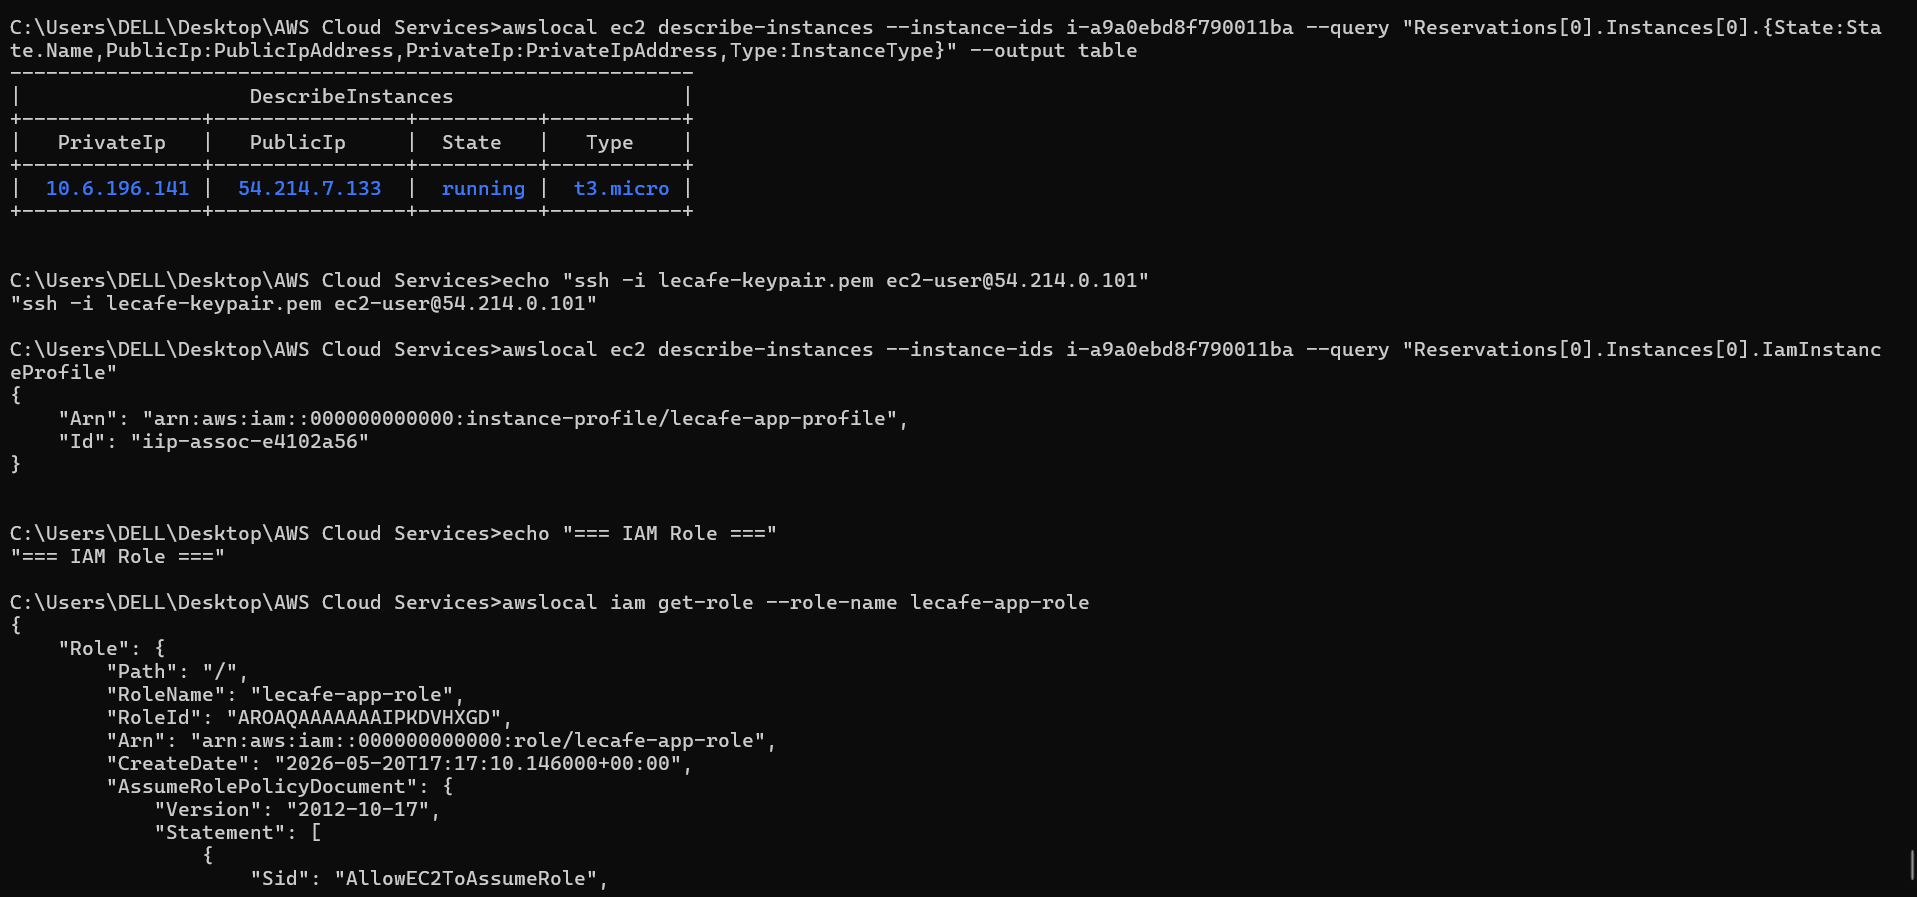 C:\Users\DELL\Desktop\AWS Cloud Services>awslocal ec2 describe-instances --instance-ids i-a9a0ebd8f790011ba --query "Reservations[0].Instances[0].{State:Sta
te.Name,PublicIp:PublicIpAddress,PrivateIp:PrivateIpAddress,Type:InstanceType}" --output table
---------------------------------------------------------
|                   DescribeInstances                   |
+---------------+----------------+----------+-----------+
|   PrivateIp   |   PublicIp     |  State   |   Type    |
+---------------+----------------+----------+-----------+
|  10.6.196.141 |  54.214.7.133  |  running |  t3.micro |
+---------------+----------------+----------+-----------+
C:\Users\DELL\Desktop\AWS Cloud Services>echo "ssh -i lecafe-keypair.pem ec2-user@54.214.0.101"
"ssh -i lecafe-keypair.pem ec2-user@54.214.0.101"
C:\Users\DELL\Desktop\AWS Cloud Services>awslocal ec2 describe-instances --instance-ids i-a9a0ebd8f790011ba --query "Reservations[0].Instances[0].IamInstanc
eProfile"
{
    "Arn": "arn:aws:iam::000000000000:instance-profile/lecafe-app-profile",
    "Id": "iip-assoc-e4102a56"
}
C:\Users\DELL\Desktop\AWS Cloud Services>echo "=== IAM Role ==="
"=== IAM Role ==="
C:\Users\DELL\Desktop\AWS Cloud Services>awslocal iam get-role --role-name lecafe-app-role
{
    "Role": {
        "Path": "/",
        "RoleName": "lecafe-app-role",
        "RoleId": "AROAQAAAAAAAIPKDVHXGD",
        "Arn": "arn:aws:iam::000000000000:role/lecafe-app-role",
        "CreateDate": "2026-05-20T17:17:10.146000+00:00",
        "AssumeRolePolicyDocument": {
            "Version": "2012-10-17",
            "Statement": [
                {
                    "Sid": "AllowEC2ToAssumeRole",